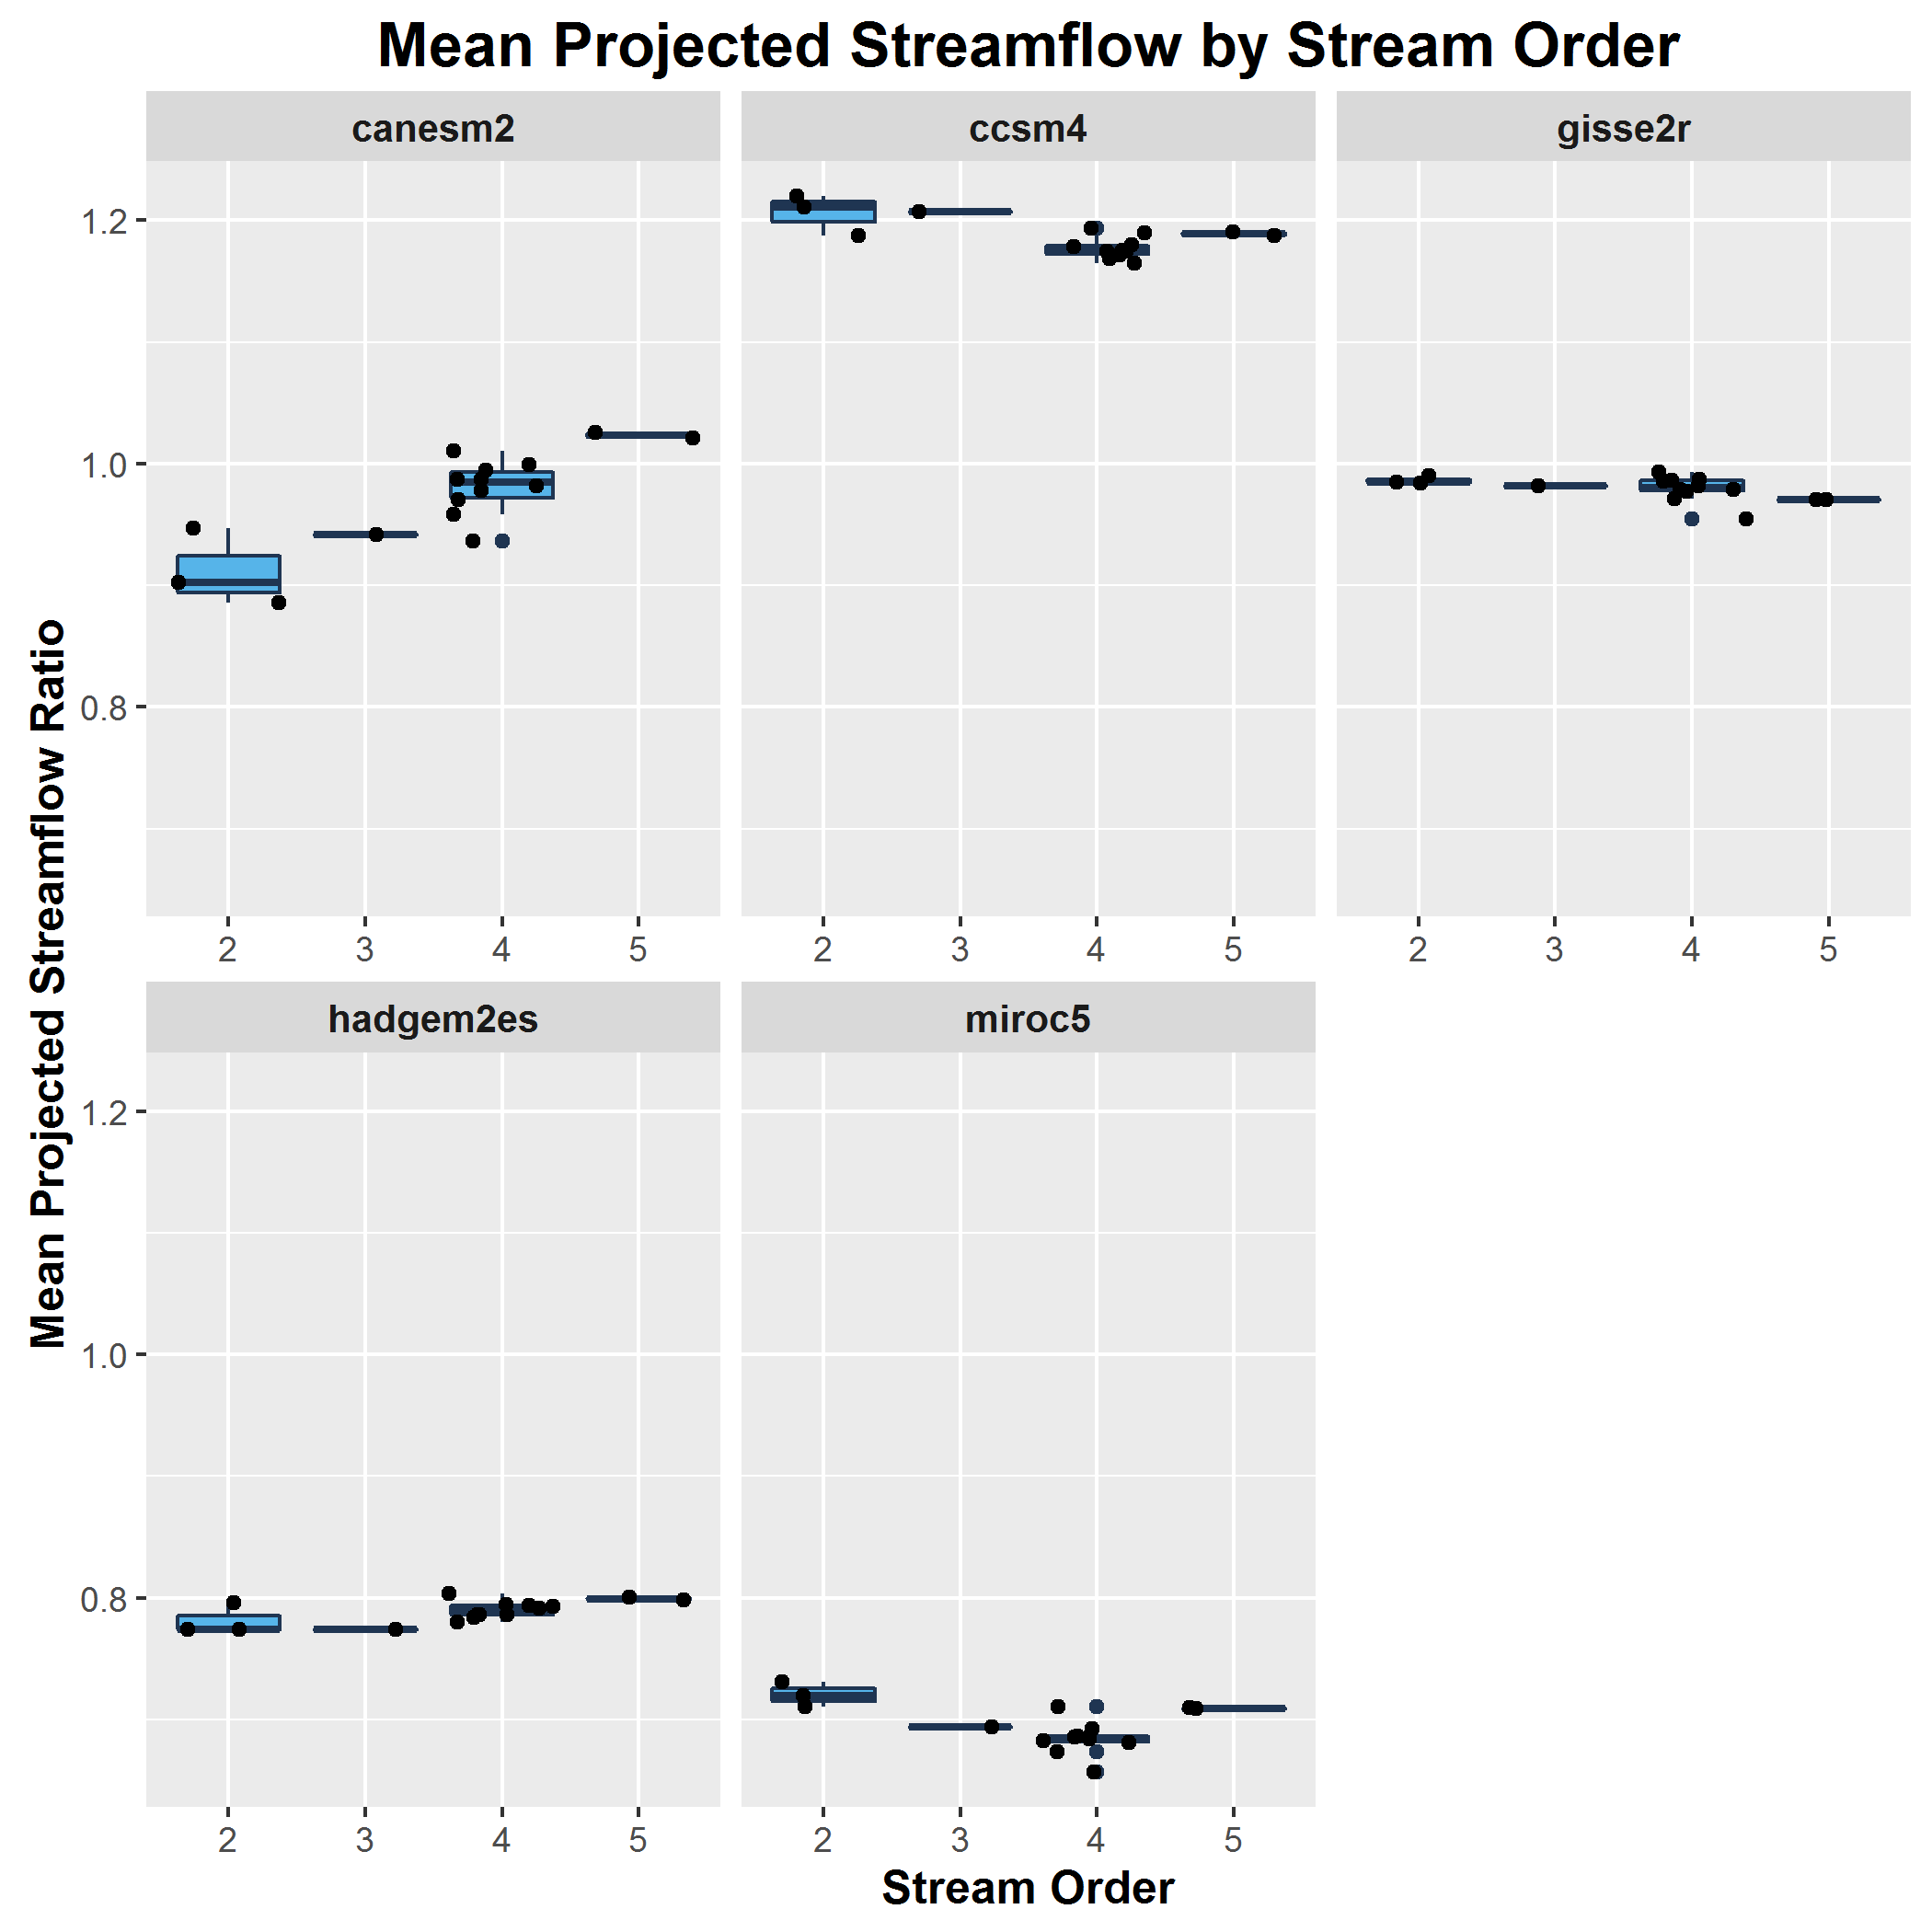 Mean Projected Streamflow by Stream Order
canesm2 ccsm4 gisse2r
1.2
1.0
0.8
2 3 4 5 2 3 4 5 2 3 4 5
Mean Projected Streamflow Ratio
hadgem2es miroc5
1.2
1.0
0.8
2 3 4 5 2 3 4 5
Stream Order